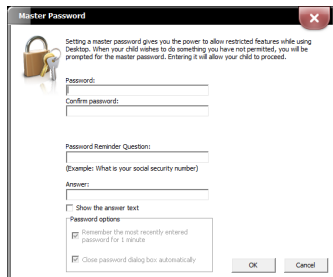 Master Password
Setting a master password gives you the power to allow restricted features while using
Desktop. When your child wishes to do something you have not permitted, you will be
prompted for the master password. Entering it will allow your child to proceed.
Password:
Confirm password:
Password Reminder Question:
(Example: What is your social security number)
Answer:
Show the answer text
Password options
Remember the most recently entered
password for 1 minute
Close password dialog box automatically
OK
Cancel